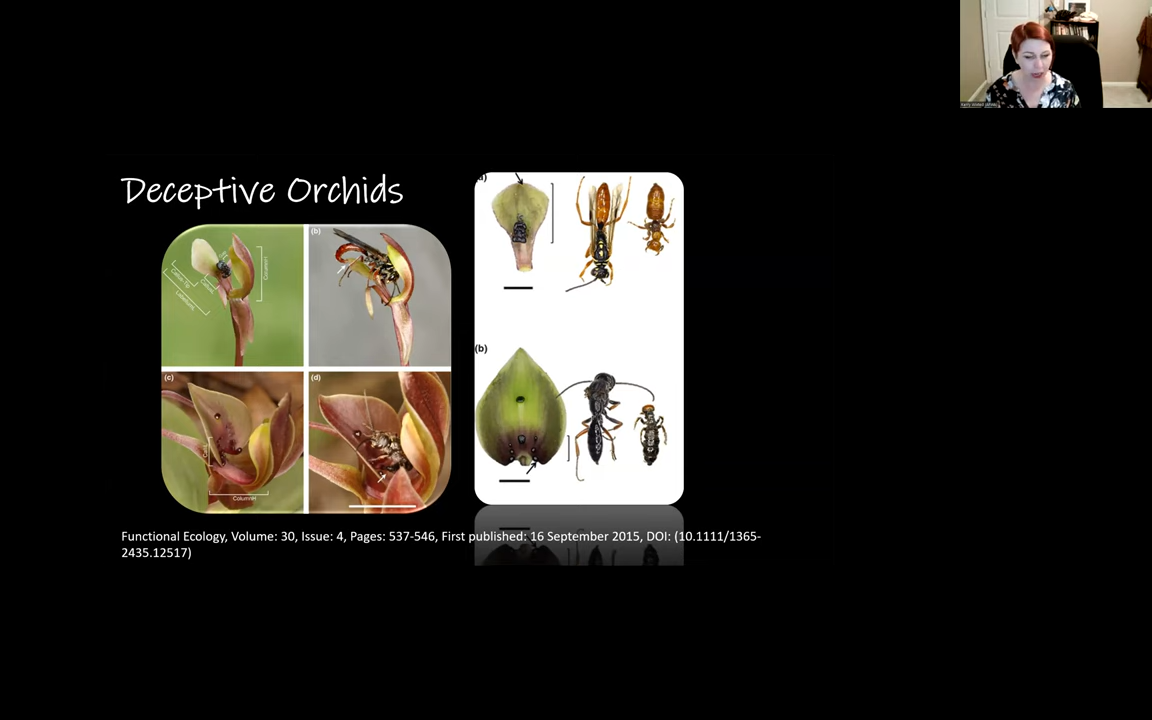 Deceptive Orchids
(b)
(c)
(d)
ColumnH
(b)
Functional Ecology, Volume: 30, Issue: 4, Pages: 537-546, First published: 16 September 2015, DOI: (10.1111/1365-
2435.12517)